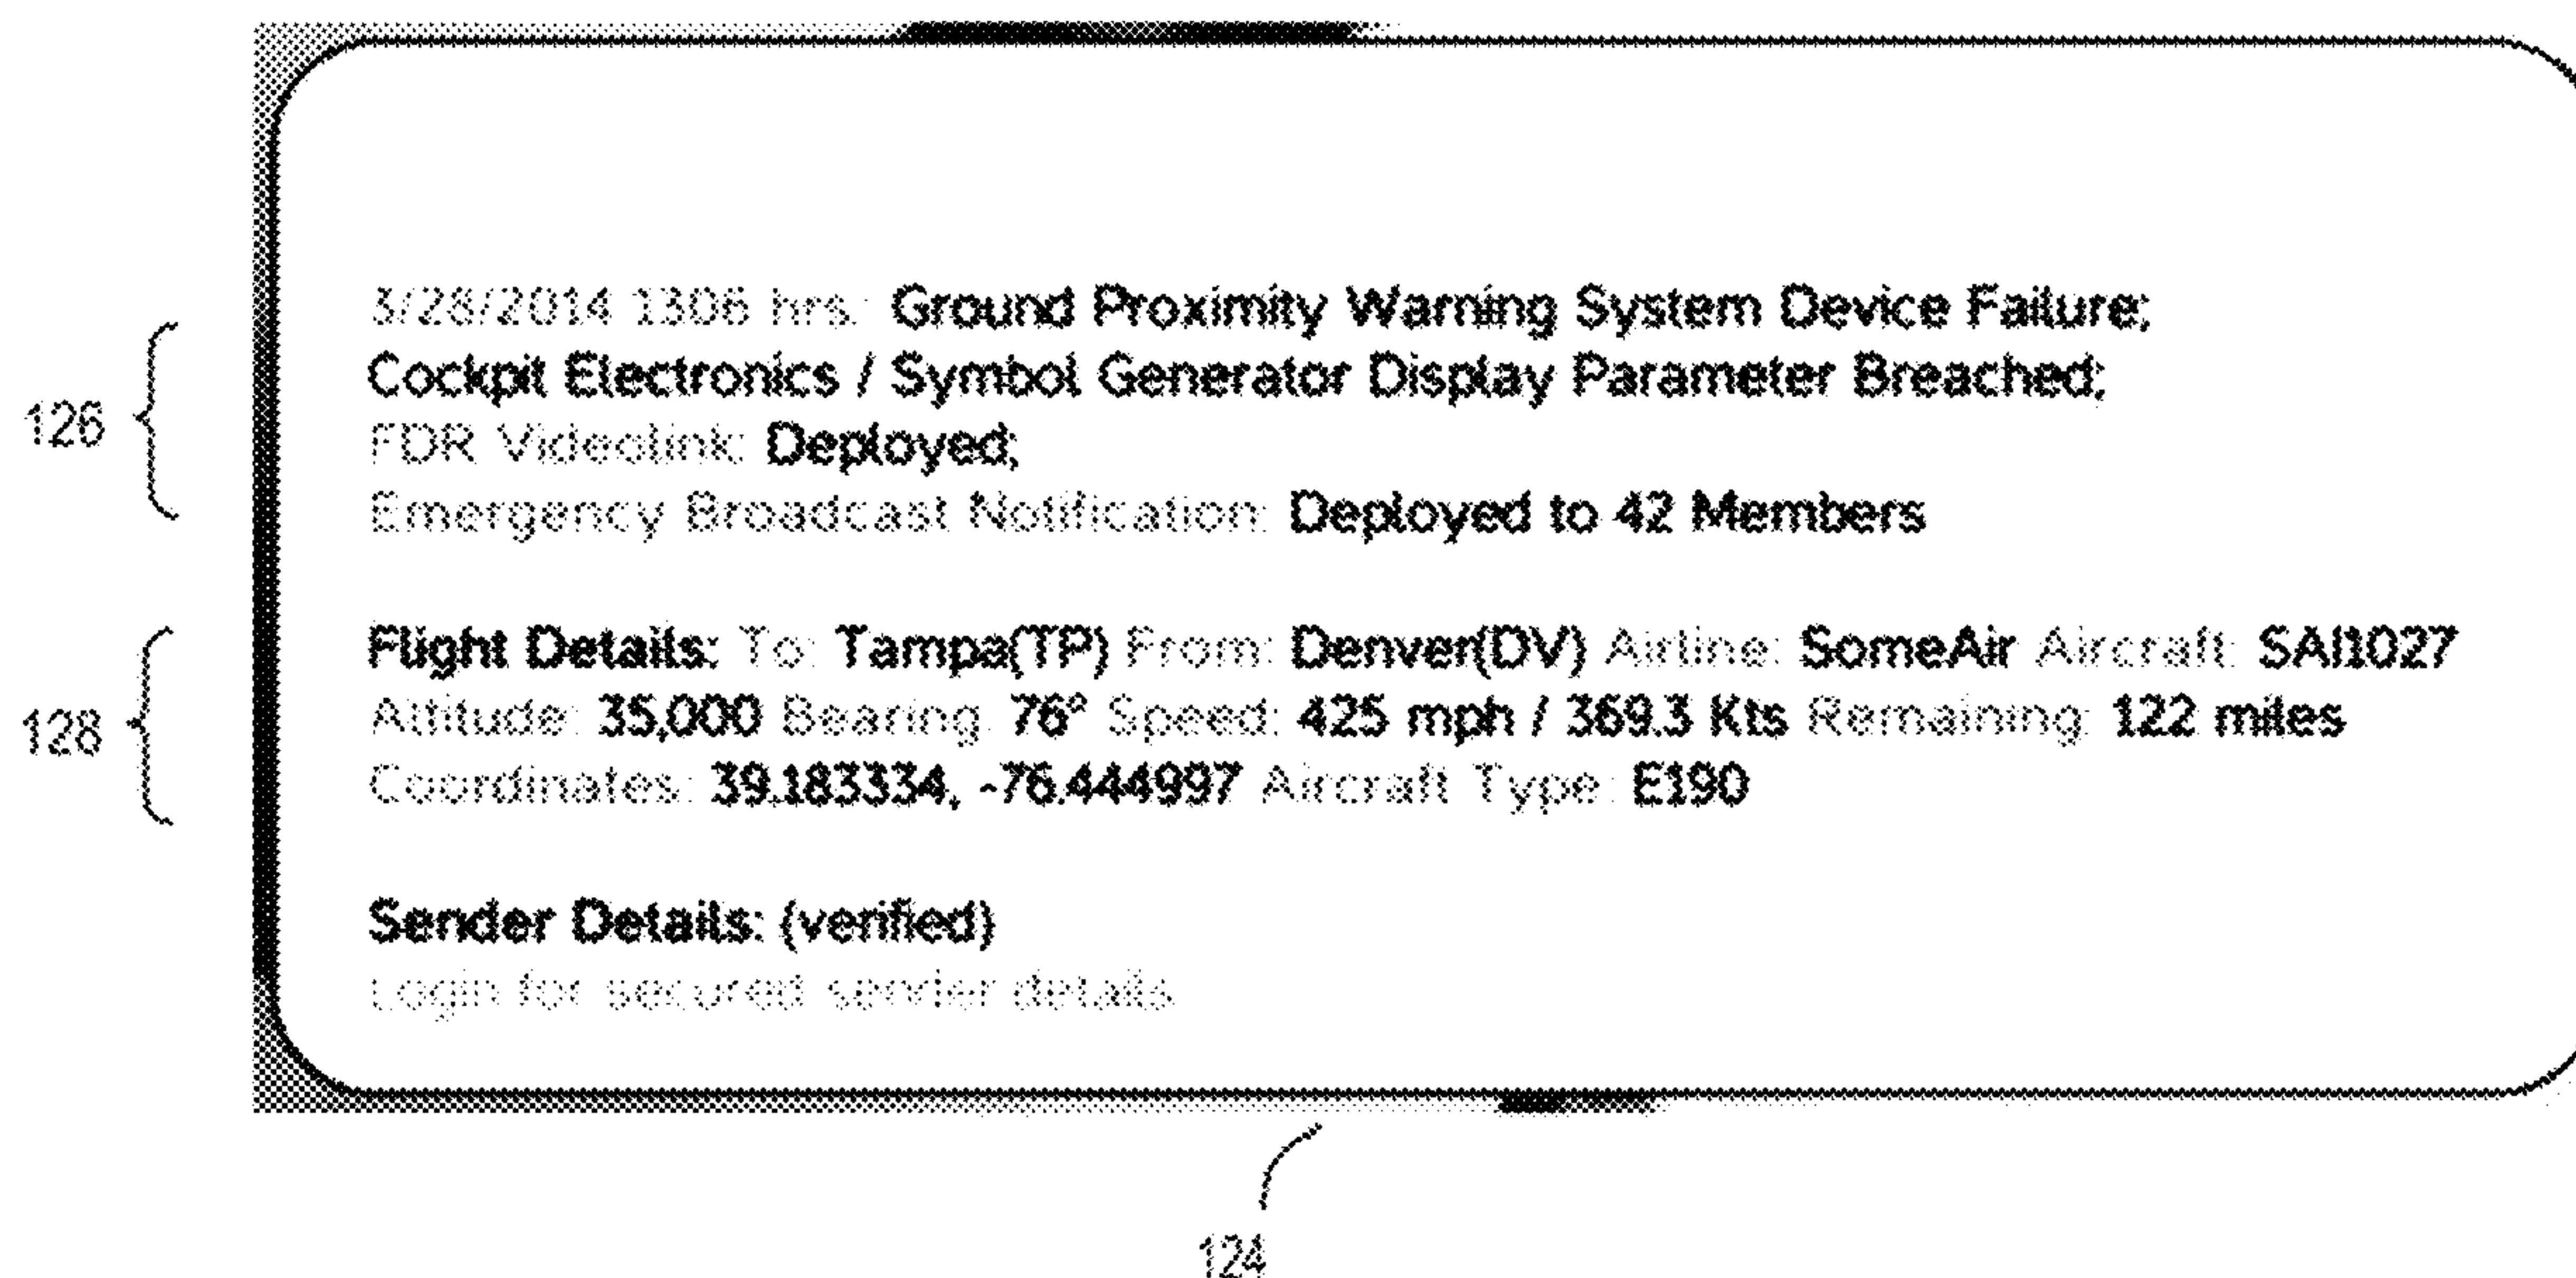 3/28/2014 1306 hrs.: Ground Proximity Warning System Device Failure;
Cockpit Electronics / Symbol Generator Display Parameter Breached;
126
FDR Videolink: Deployed;
Emergency Broadcast Notification: Deployed to 42 Members
Flight Details: To: Tampa(TP) From: Denver(DV) Airline: SomeAir Aircraft: SAI1027
128
Altitude: 35,000 Bearing: 76° Speed: 425 mph / 369.3 Kts Remaining: 122 miles
Coordinates: 39.183334, -76.444997 Aircraft Type: E190
Sender Details: (verified)
Login for secured sender details
124